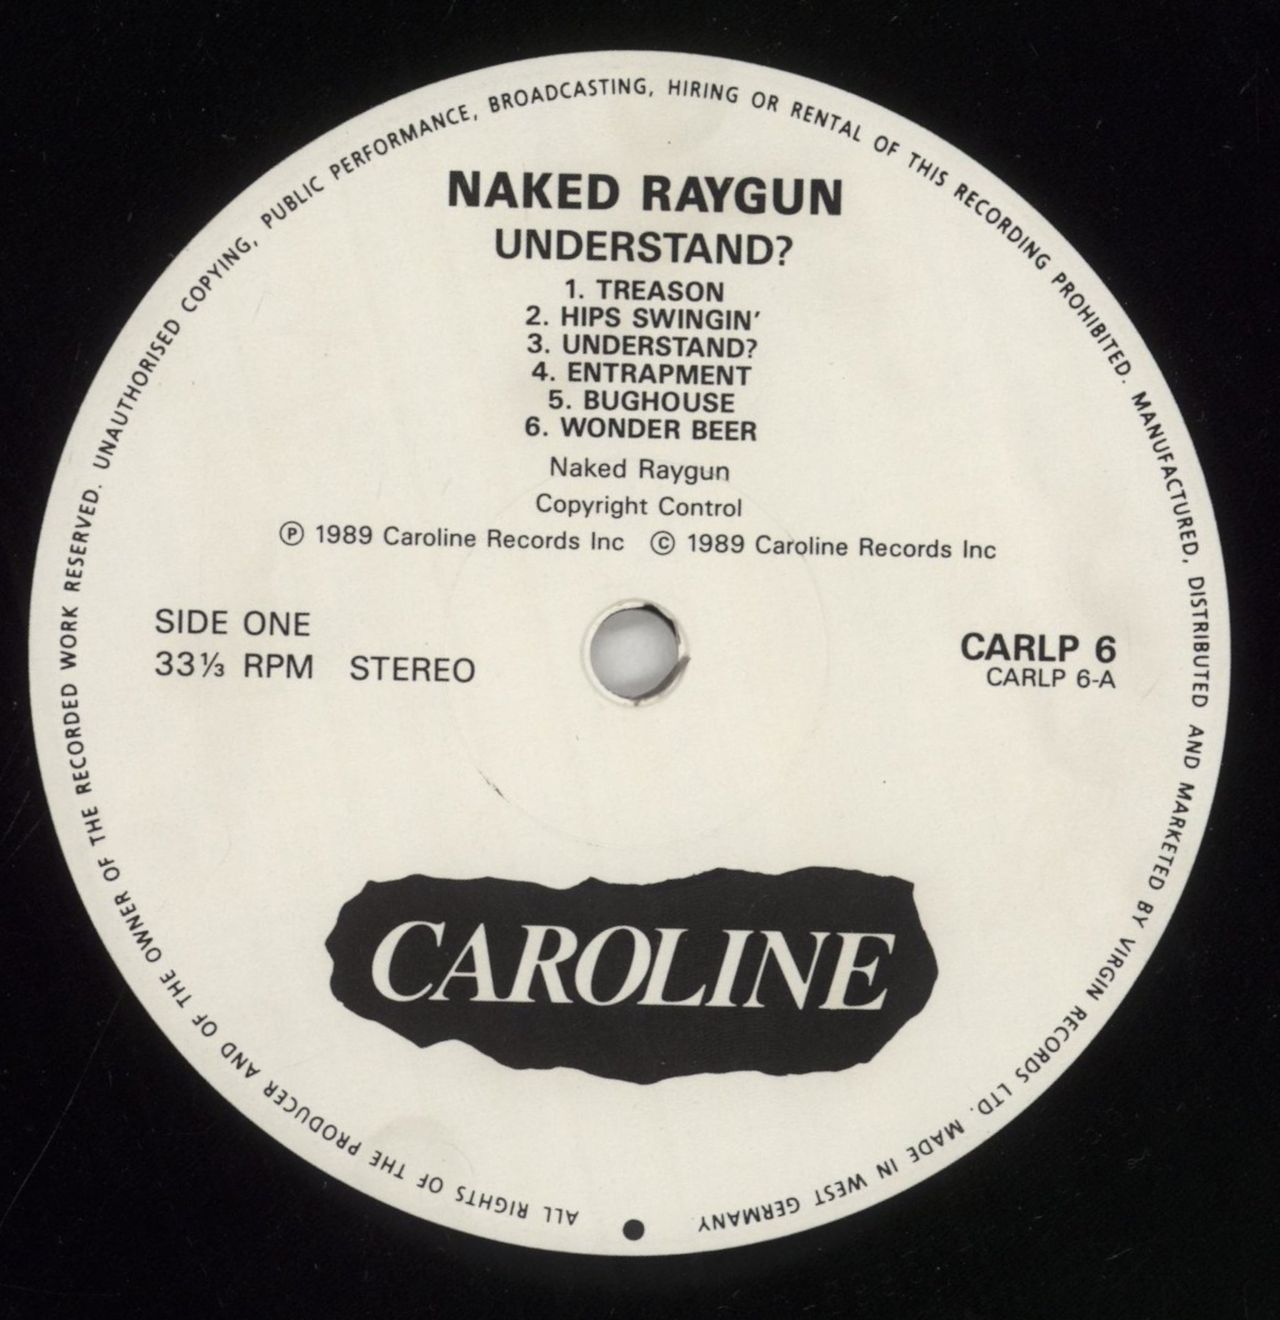 NAKED RAYGUN
UNDERSTAND?
1. TREASON
2. HIPS SWINGIN'
3. UNDERSTAND?
4. ENTRAPMENT
5. BUGHOUSE
6. WONDER BEER
Naked Raygun
Copyright Control
℗ 1989 Caroline Records Inc © 1989 Caroline Records Inc
SIDE ONE
33⅓ RPM STEREO
CARLP 6
CARLP 6-A
CAROLINE
ALL RIGHTS OF THE PRODUCER AND OF THE OWNER OF THE RECORDED WORK RESERVED. UNAUTHORISED COPYING, PUBLIC PERFORMANCE, BROADCASTING, HIRING OR RENTAL OF THIS RECORDING PROHIBITED. MANUFACTURED, DISTRIBUTED AND MARKETED BY VIRGIN RECORDS LTD. MADE IN WEST GERMANY